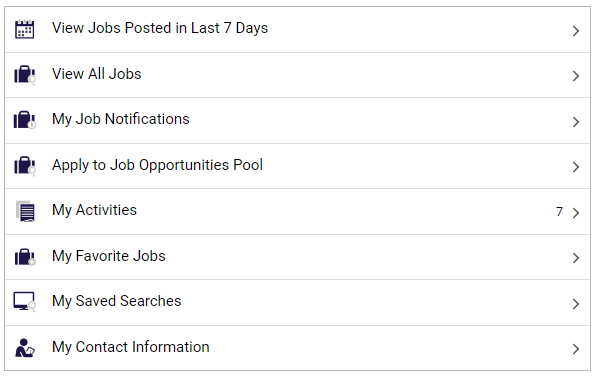 View Jobs Posted in Last 7 Days
View All Jobs
My Job Notifications
Apply to Job Opportunities Pool
My Activities 7
My Favorite Jobs
My Saved Searches
My Contact Information